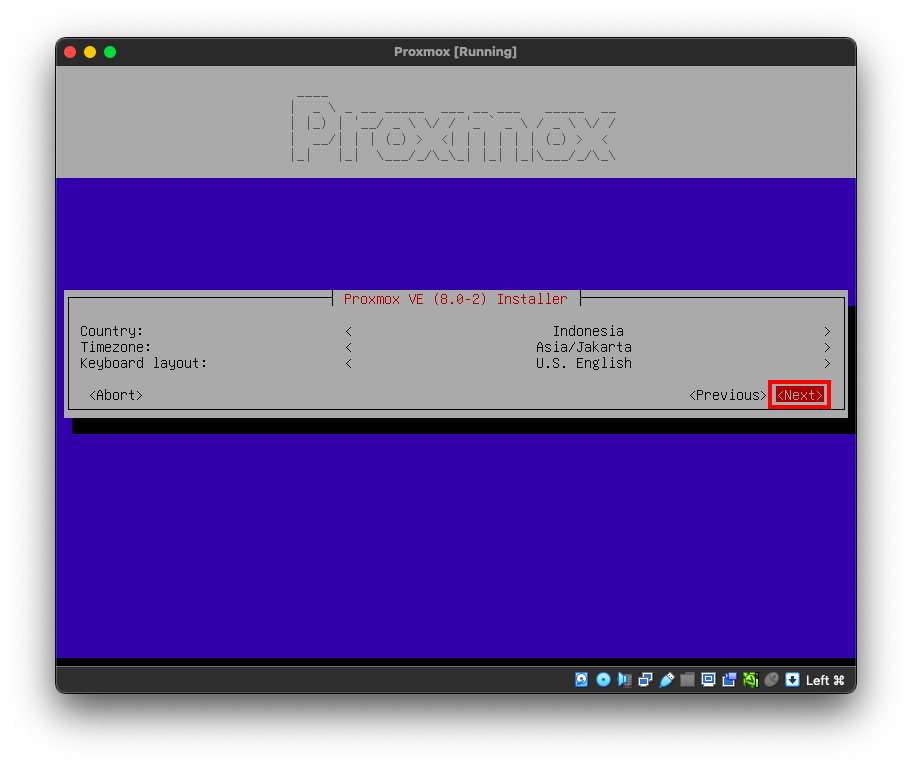 Proxmox [Running]
Proxmox
Proxmox VE (8.0-2) Installer
Country: < Indonesia >
Timezone: < Asia/Jakarta >
Keyboard layout: < U.S. English >
<Abort> <Previous> <Next>
Left ⌘